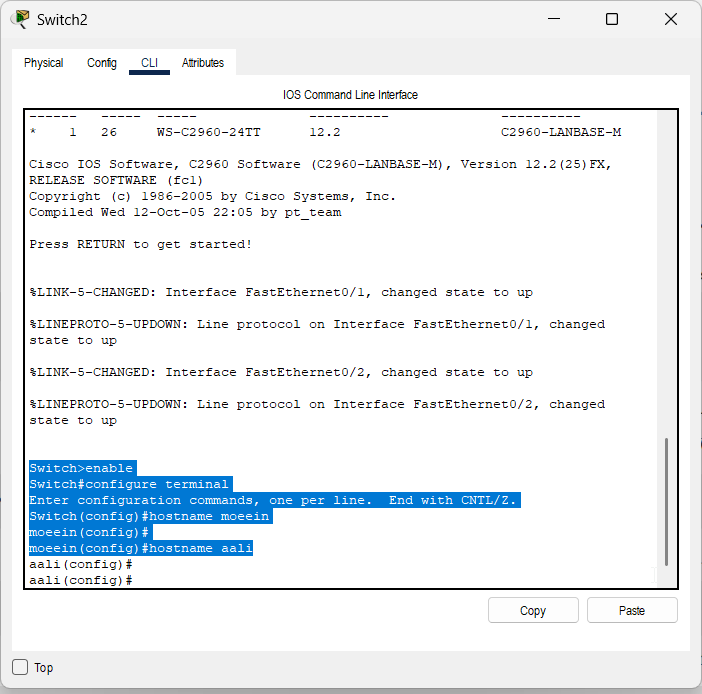 Switch2
Physical Config CLI Attributes
IOS Command Line Interface
------ ----- ----- ---------- ----------
* 1 26 WS-C2960-24TT 12.2 C2960-LANBASE-M
Cisco IOS Software, C2960 Software (C2960-LANBASE-M), Version 12.2(25)FX,
RELEASE SOFTWARE (fc1)
Copyright (c) 1986-2005 by Cisco Systems, Inc.
Compiled Wed 12-Oct-05 22:05 by pt_team
Press RETURN to get started!
%LINK-5-CHANGED: Interface FastEthernet0/1, changed state to up
%LINEPROTO-5-UPDOWN: Line protocol on Interface FastEthernet0/1, changed
state to up
%LINK-5-CHANGED: Interface FastEthernet0/2, changed state to up
%LINEPROTO-5-UPDOWN: Line protocol on Interface FastEthernet0/2, changed
state to up
Switch>enable
Switch#configure terminal
Enter configuration commands, one per line.  End with CNTL/Z.
Switch(config)#hostname moeein
moeein(config)#
moeein(config)#hostname aali
aali(config)#
aali(config)#
Copy Paste
Top